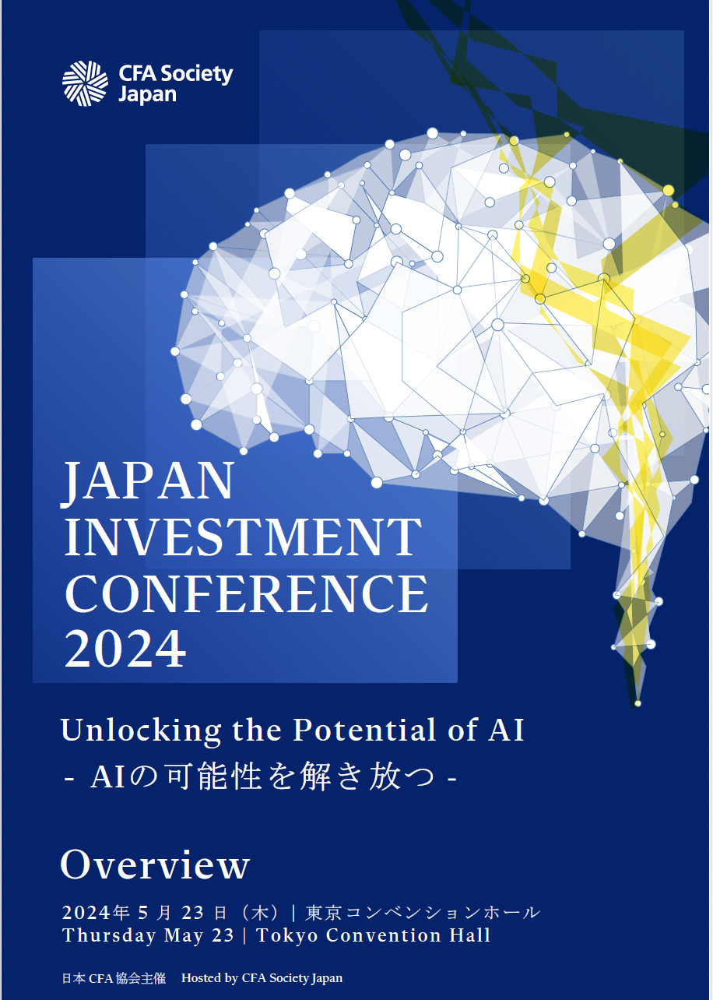 CFA Society
Japan
JAPAN
INVESTMENT
CONFERENCE
2024
Unlocking the Potential of AI
- AIの可能性を解き放つ -
Overview
2024年 5 月 23 日（木）| 東京コンベンションホール
Thursday May 23 | Tokyo Convention Hall
日本 CFA 協会主催 Hosted by CFA Society Japan